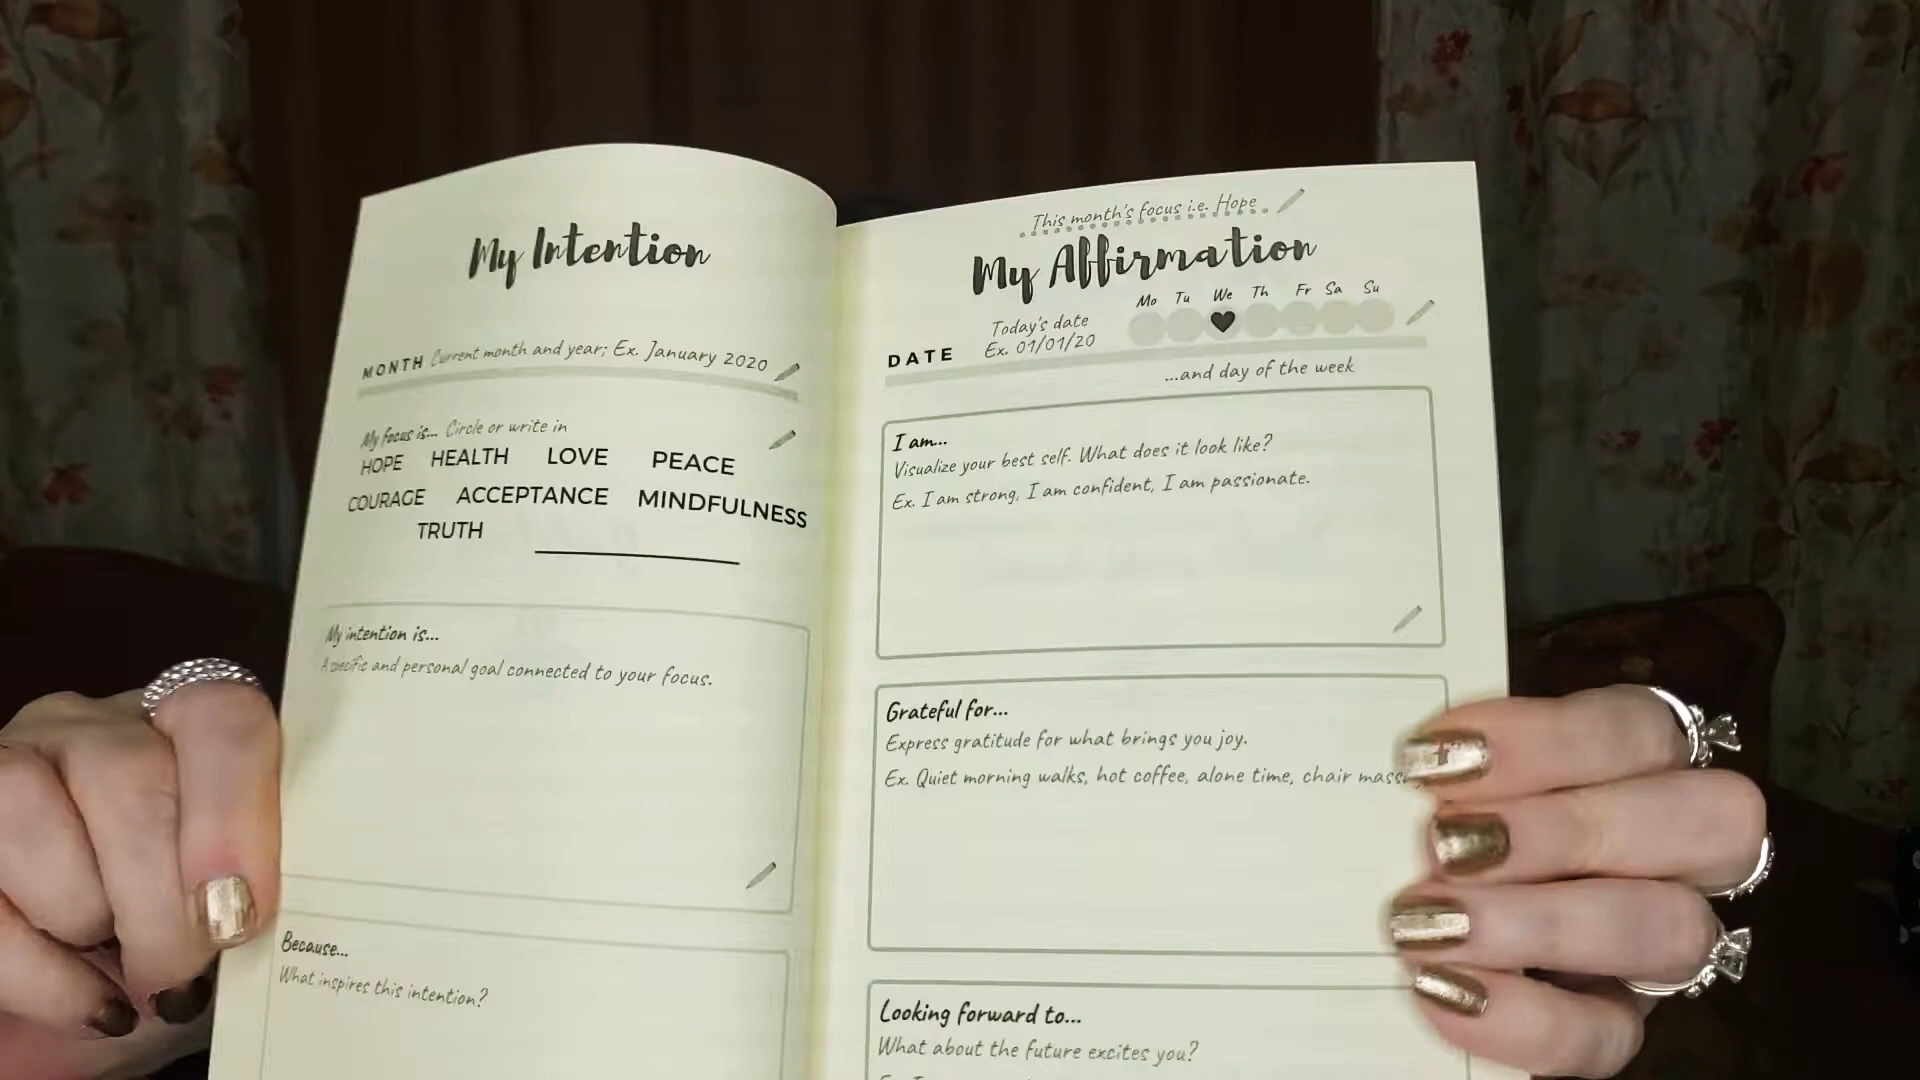 My Intention
MONTH Current month and year; Ex. January 2020
My focus is... Circle or write in
HOPE HEALTH LOVE PEACE
COURAGE ACCEPTANCE MINDFULNESS
TRUTH
My intention is...
A specific and personal goal connected to your focus.
Because...
What inspires this intention?
This month's focus i.e. Hope
My Affirmation
Mo Tu We Th Fr Sa Su
Today's date
DATE Ex. 01/01/20
...and day of the week
I am...
Visualize your best self. What does it look like?
Ex. I am strong, I am confident, I am passionate.
Grateful for...
Express gratitude for what brings you joy.
Ex. Quiet morning walks, hot coffee, alone time, chair
Looking forward to...
What about the future excites you?